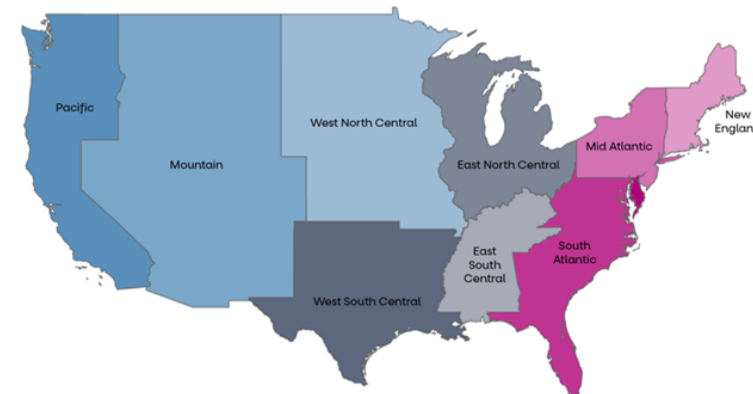 Pacific
Mountain
West North Central
East North Central
Mid Atlantic
New
Englan
South
Atlantic
East
South
Central
West South Central